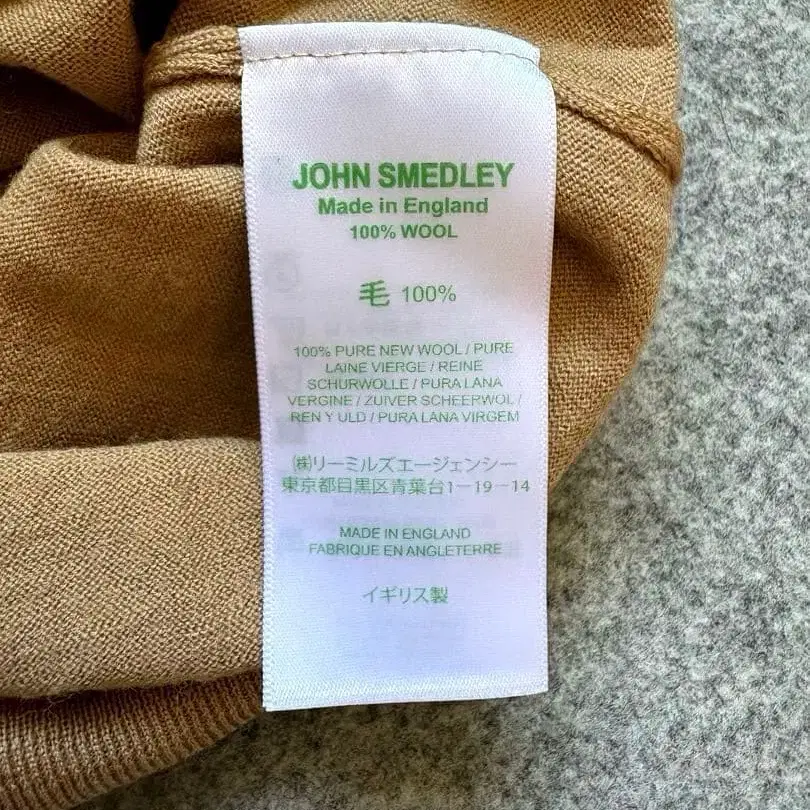 JOHN SMEDLEY
Made in England
100% WOOL
毛 100%
100% PURE NEW WOOL / PURE
LAINE VIERGE / REINE
SCHURWOLLE / PURA LANA
VERGINE / ZUIVER SCHEERWOL /
REN Y ULD / PURA LANA VIRGEM
㈱リーミルズエージェンシー
東京都目黒区青葉台1-19-14
MADE IN ENGLAND
FABRIQUE EN ANGLETERRE
イギリス製